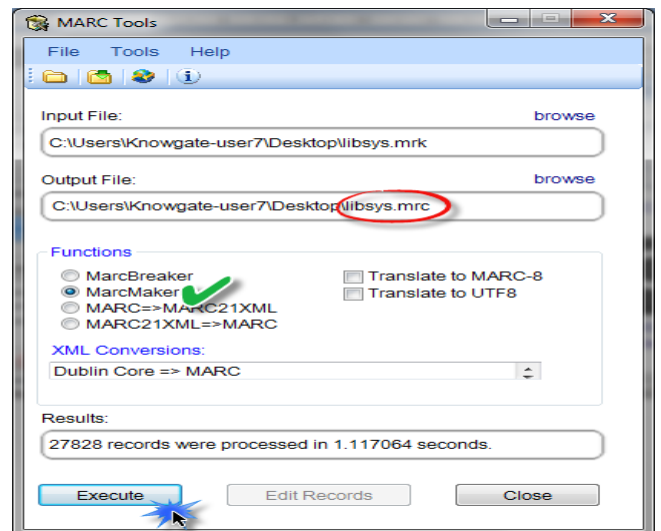 MARC Tools
File Tools Help
Input File: browse
C:\Users\Knowgate-user7\Desktop\libsys.mrk
Output File: browse
C:\Users\Knowgate-user7\Desktop\libsys.mrc
Functions
MarcBreaker Translate to MARC-8
MarcMaker Translate to UTF8
MARC=>MARC21XML
MARC21XML=>MARC
XML Conversions:
Dublin Core => MARC
Results:
27828 records were processed in 1.117064 seconds.
Execute Edit Records Close